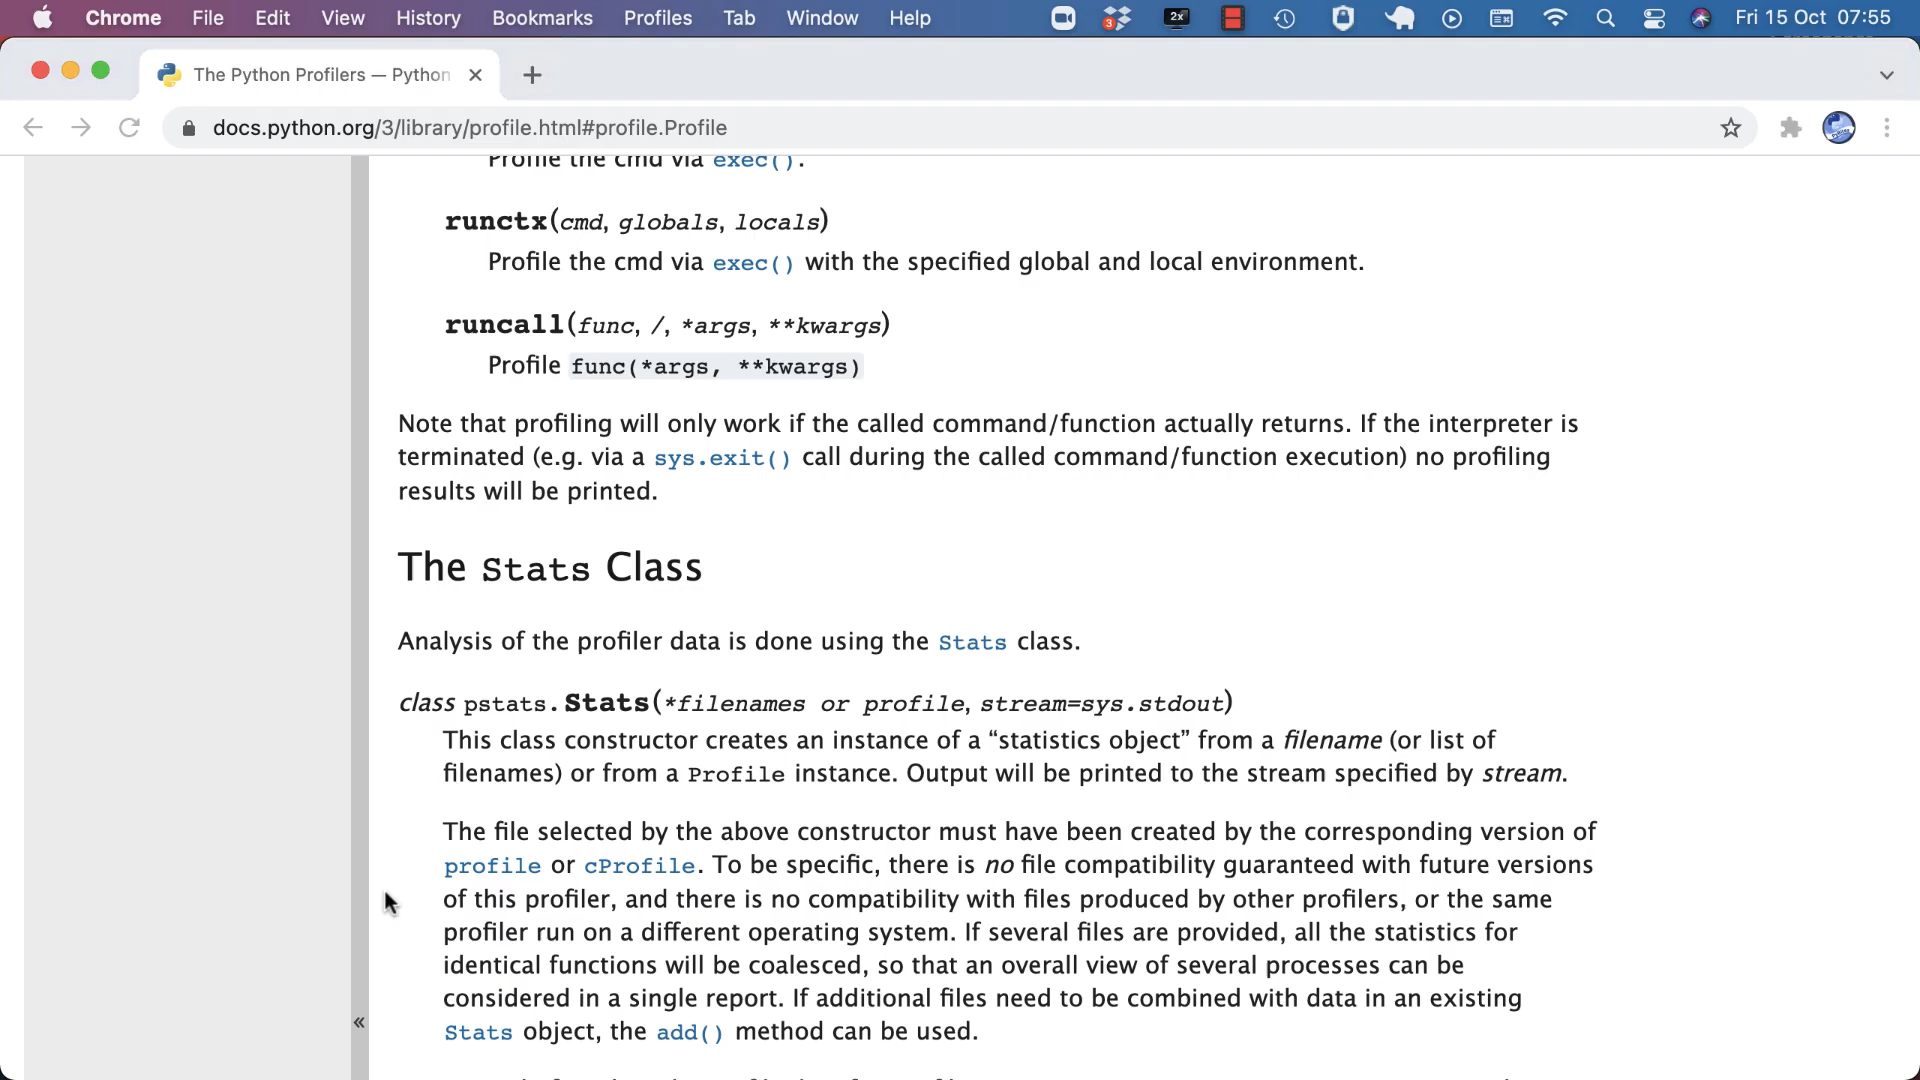 Chrome File Edit View History Bookmarks Profiles Tab Window Help 3 2x Fri 15 Oct 07:55
The Python Profilers — Python
docs.python.org/3/library/profile.html#profile.Profile
Profile the cmd via exec().
runctx(cmd, globals, locals)
Profile the cmd via exec() with the specified global and local environment.
runcall(func, /, *args, **kwargs)
Profile func(*args, **kwargs)
Note that profiling will only work if the called command/function actually returns. If the interpreter is
terminated (e.g. via a sys.exit() call during the called command/function execution) no profiling
results will be printed.
The Stats Class
Analysis of the profiler data is done using the Stats class.
class pstats.Stats(*filenames or profile, stream=sys.stdout)
This class constructor creates an instance of a “statistics object” from a filename (or list of
filenames) or from a Profile instance. Output will be printed to the stream specified by stream.
The file selected by the above constructor must have been created by the corresponding version of
profile or cProfile. To be specific, there is no file compatibility guaranteed with future versions
of this profiler, and there is no compatibility with files produced by other profilers, or the same
profiler run on a different operating system. If several files are provided, all the statistics for
identical functions will be coalesced, so that an overall view of several processes can be
considered in a single report. If additional files need to be combined with data in an existing
«
Stats object, the add() method can be used.